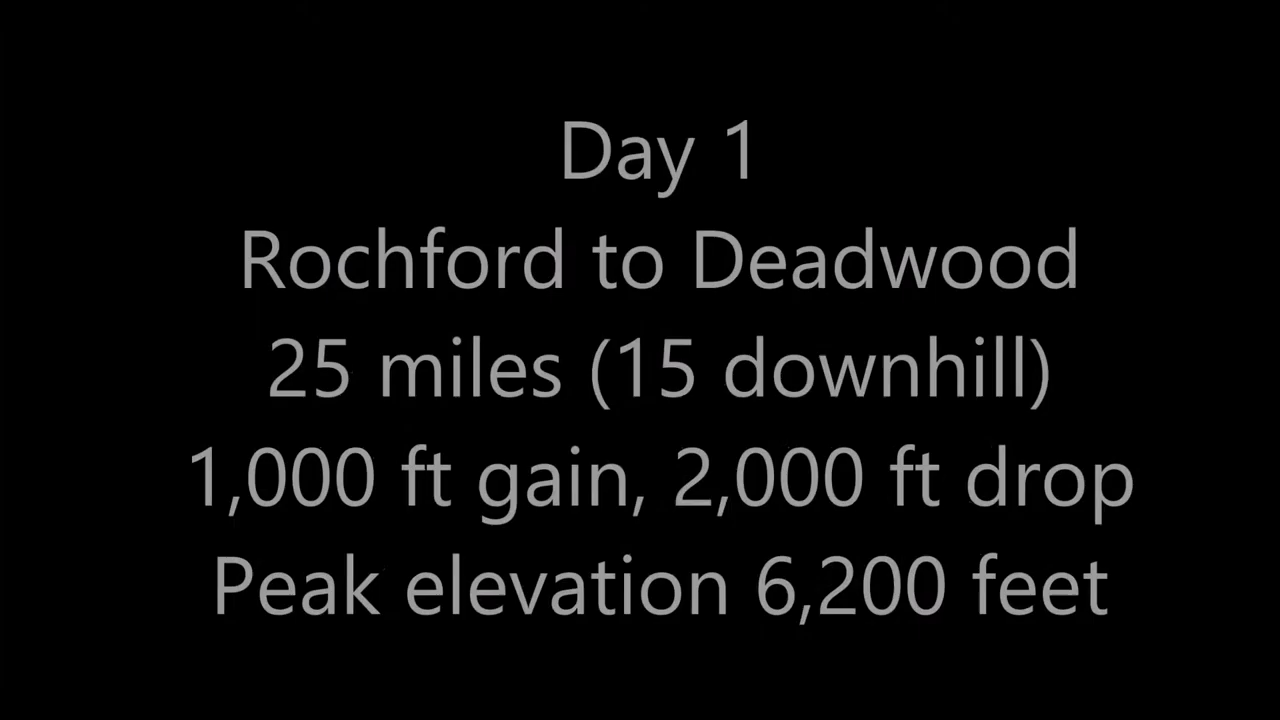 Day 1
Rochford to Deadwood
25 miles (15 downhill)
1,000 ft gain, 2,000 ft drop
Peak elevation 6,200 feet